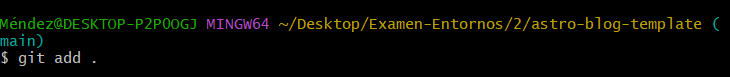 Méndez@DESKTOP-P2POOGJ MINGW64 ~/Desktop/Examen-Entornos/2/astro-blog-template (
main)
$ git add .